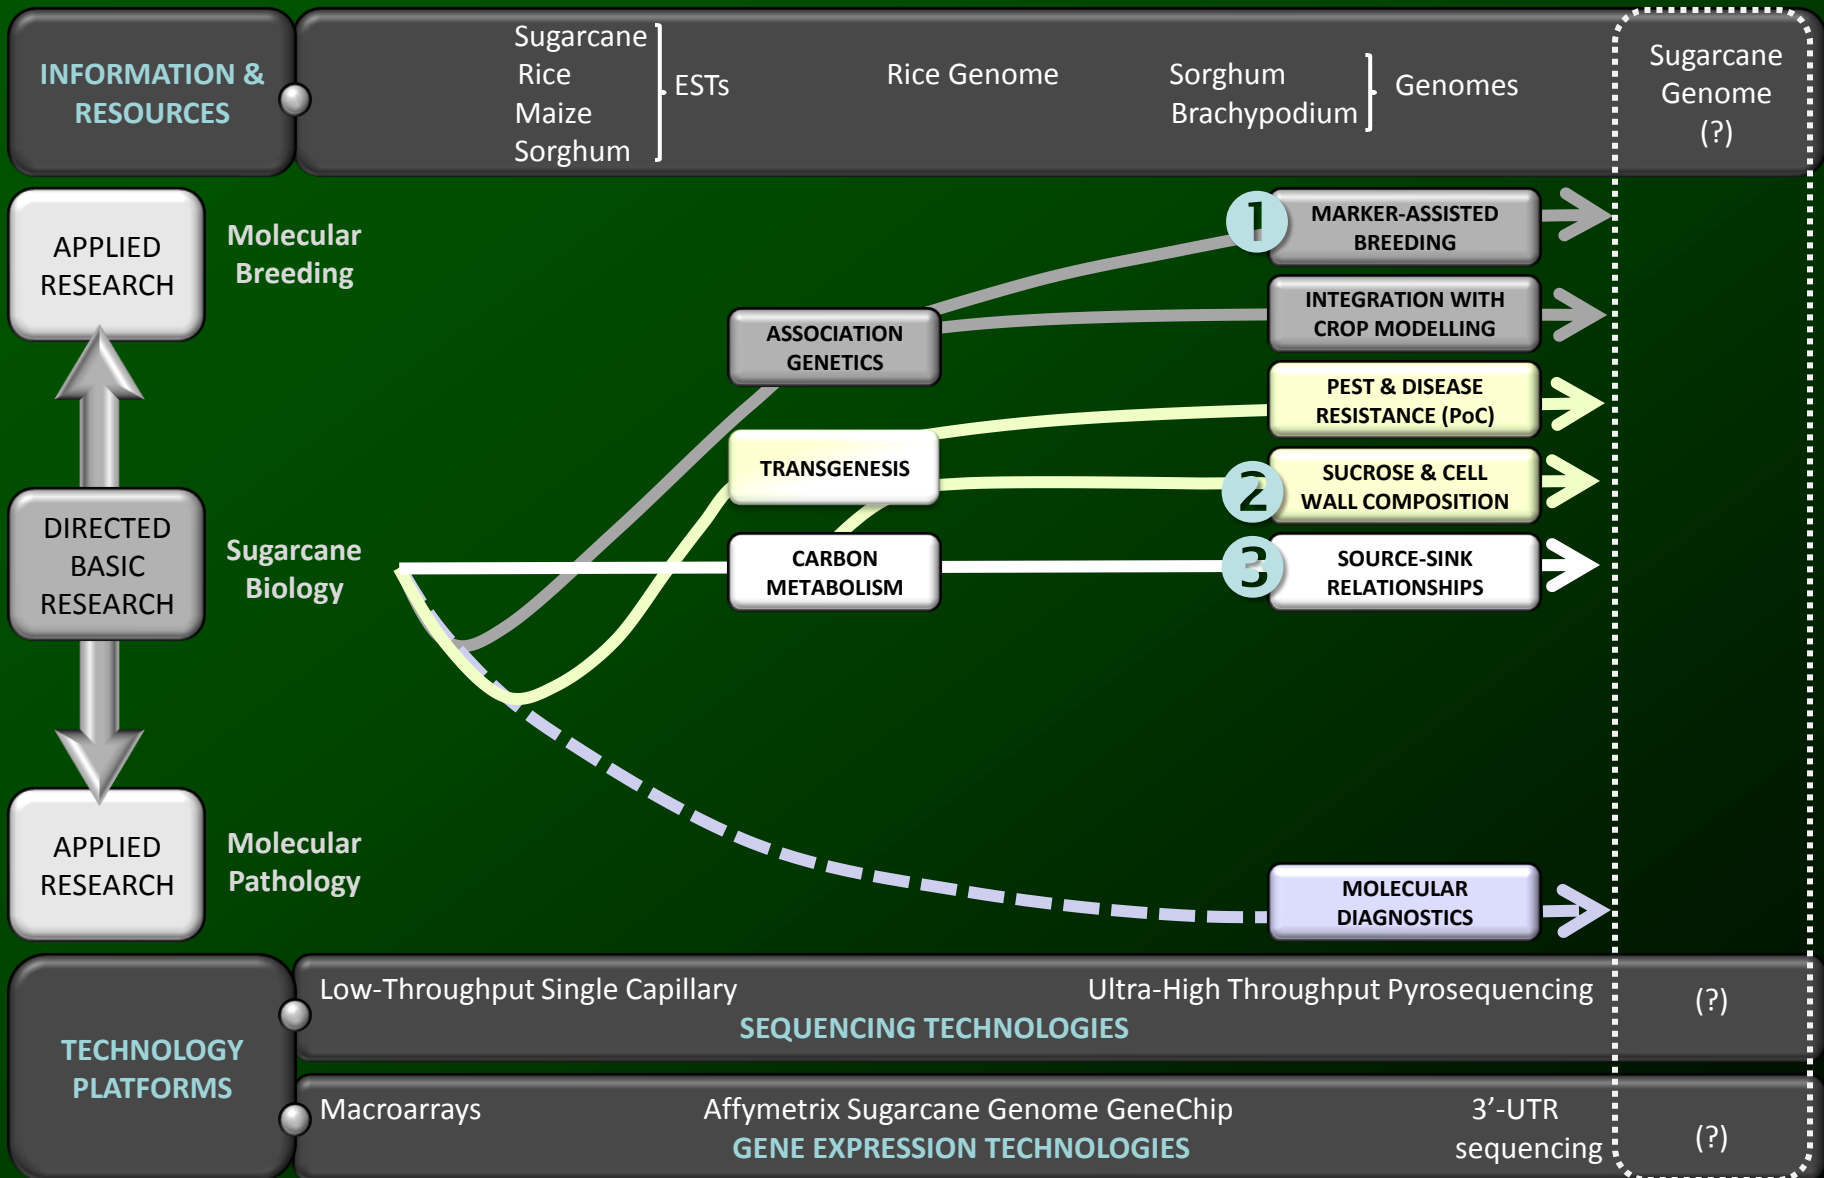 INFORMATION &
RESOURCES
Sugarcane
Rice
Maize
Sorghum
ESTs
Rice Genome
Sorghum
Brachypodium
Genomes
Sugarcane
Genome
(?)
APPLIED
RESEARCH
Molecular
Breeding
1
MARKER-ASSISTED
BREEDING
INTEGRATION WITH
CROP MODELLING
ASSOCIATION
GENETICS
PEST & DISEASE
RESISTANCE (PoC)
TRANSGENESIS
2
SUCROSE & CELL
WALL COMPOSITION
DIRECTED
BASIC
RESEARCH
Sugarcane
Biology
CARBON
METABOLISM
3
SOURCE-SINK
RELATIONSHIPS
APPLIED
RESEARCH
Molecular
Pathology
MOLECULAR
DIAGNOSTICS
TECHNOLOGY
PLATFORMS
Low-Throughput Single Capillary
Ultra-High Throughput Pyrosequencing
(?)
SEQUENCING TECHNOLOGIES
Macroarrays
Affymetrix Sugarcane Genome GeneChip
3’-UTR
sequencing
(?)
GENE EXPRESSION TECHNOLOGIES